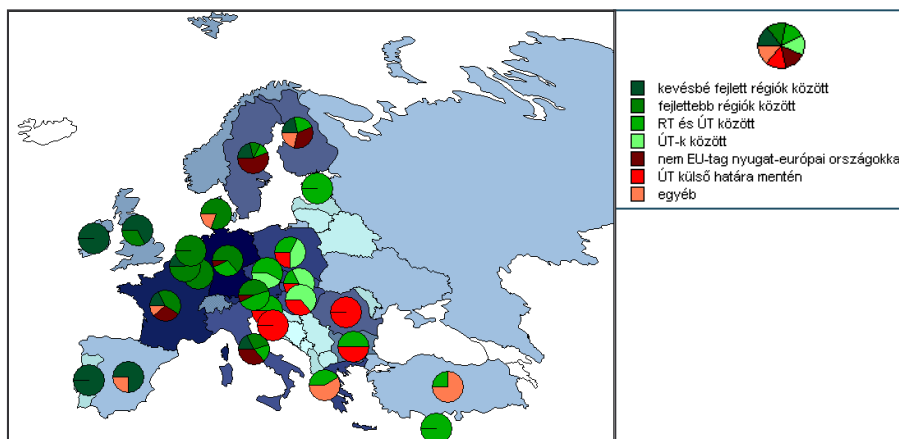 kevésbé fejlett régiók között
fejlettebb régiók között
RT és ÚT között
ÚT-k között
nem EU-tag nyugat-európai országokka
ÚT külső határa mentén
egyéb